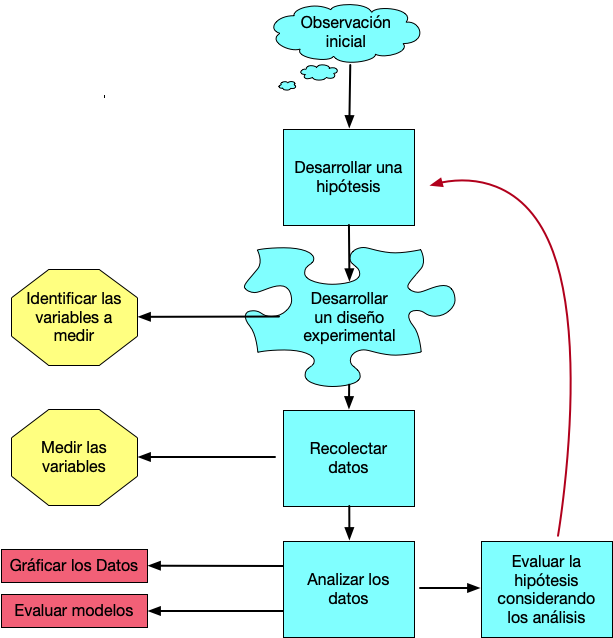 Observación
inicial
Desarrollar una
hipótesis
Desarrollar
un diseño
experimental
Identificar las
variables a
medir
Recolectar
datos
Medir las
variables
Analizar los
datos
Gráficar los Datos
Evaluar modelos
Evaluar la
hipótesis
considerando
los análisis